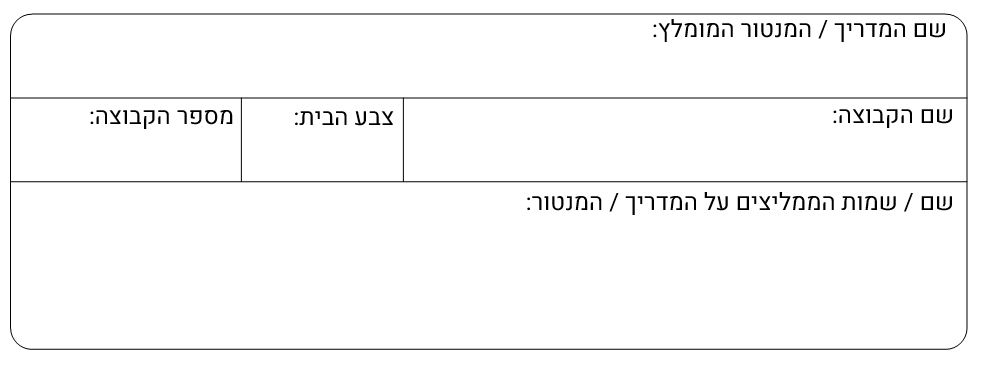 שם המדריך / המנטור המומלץ:
שם הקבוצה:
צבע הבית:
מספר הקבוצה:
שם / שמות הממליצים על המדריך / המנטור: